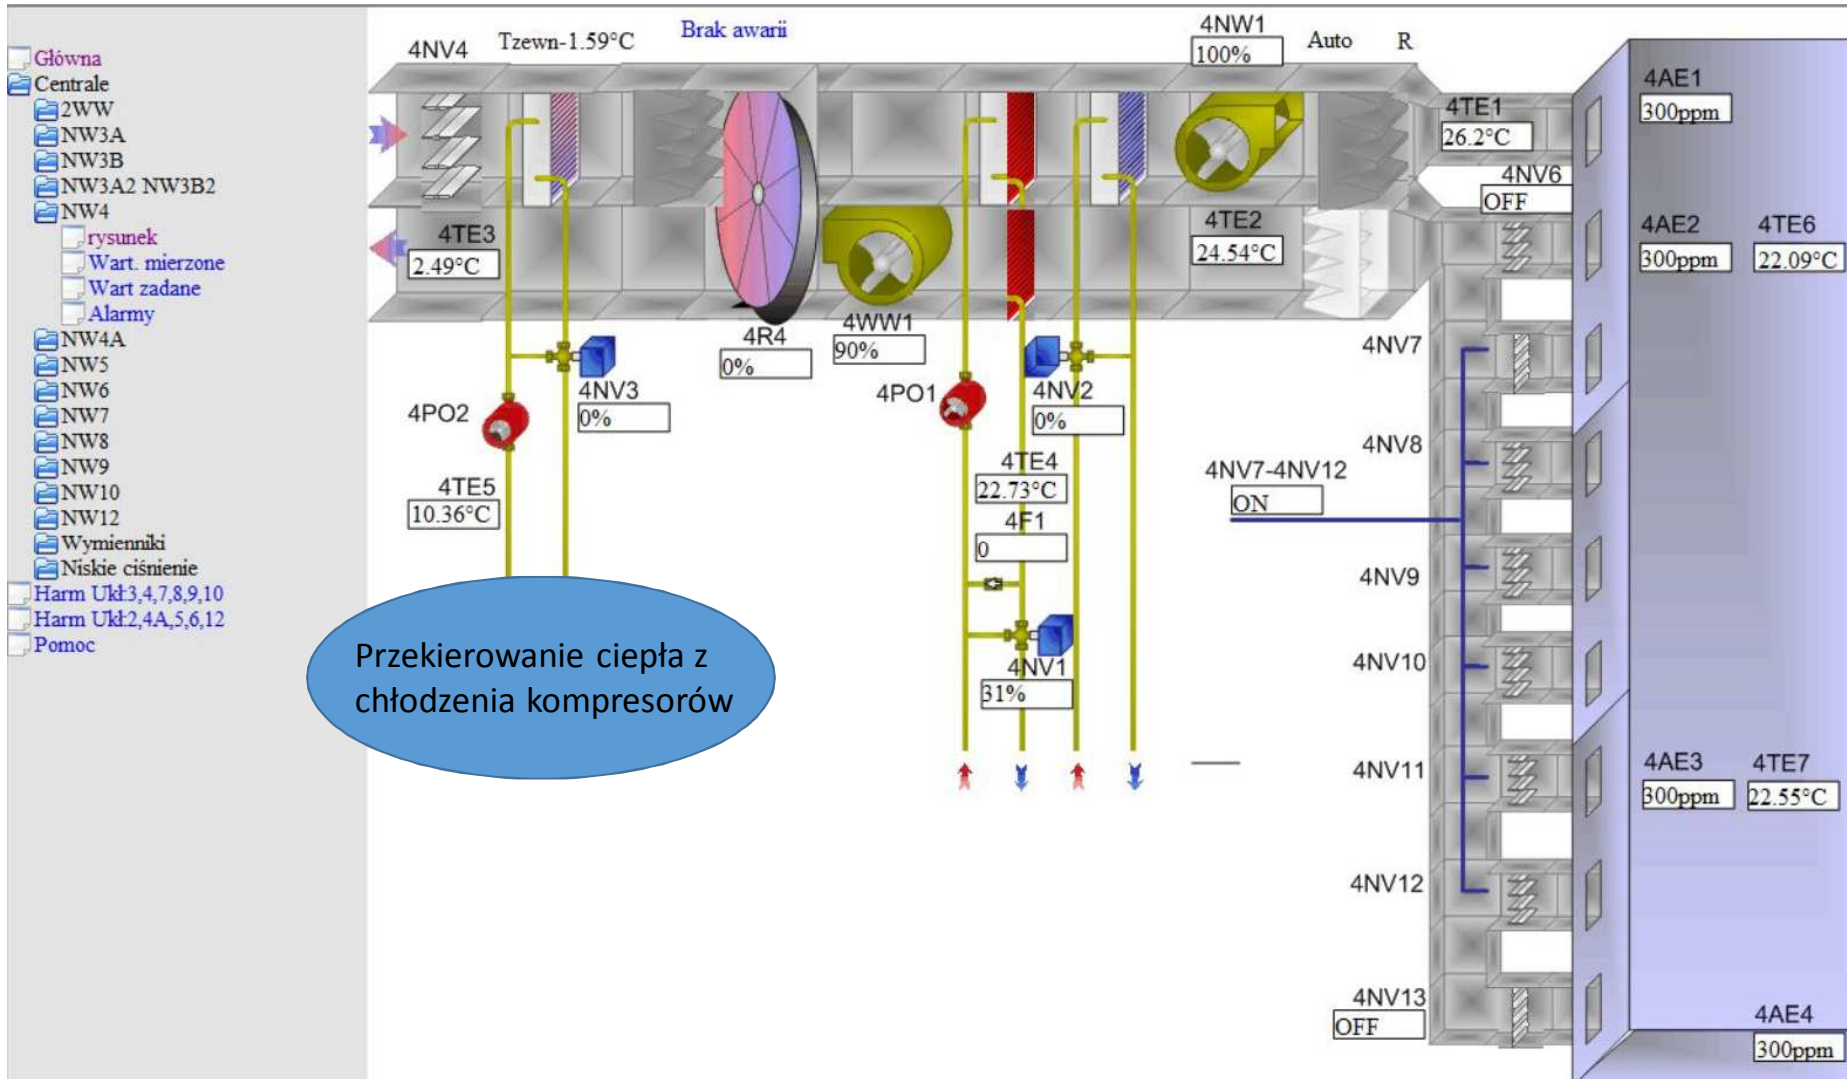 Główna
Centrale
2WW
NW3A
NW3B
NW3A2 NW3B2
NW4
rysunek
Wart. mierzone
Wart zadane
Alarmy
NW4A
NW5
NW6
NW7
NW8
NW9
NW10
NW12
Wymienniki
Niskie ciśnienie
Harm Ukł:3,4,7,8,9,10
Harm Ukł:2,4A,5,6,12
Pomoc
4NV4
Tzewn-1.59°C
Brak awarii
4NW1
100%
Auto
R
4TE1
26.2°C
4NV6
OFF
4AE1
300ppm
4TE3
2.49°C
4TE2
24.54°C
4AE2
300ppm
4TE6
22.09°C
4R4
0%
4WW1
90%
4NV7
4NV3
0%
4PO2
4PO1
4NV2
0%
4NV8
4TE5
10.36°C
4TE4
22.73°C
4NV7-4NV12
ON
4F1
0
4NV9
Przekierowanie ciepła z
chłodzenia kompresorów
4NV1
31%
4NV10
4NV11
4AE3
300ppm
4TE7
22.55°C
4NV12
4NV13
OFF
4AE4
300ppm